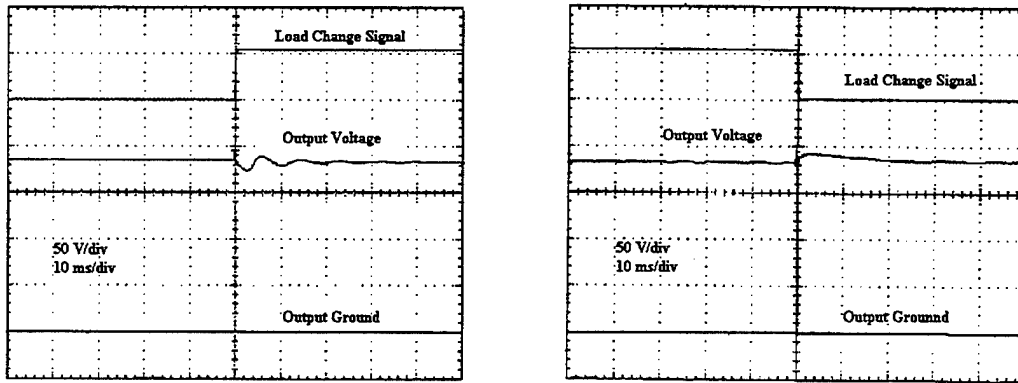 Load Change Signal
Output Voltage
50 V/div
10 ms/div
Output Ground
Load Change Signal
Output Voltage
50 V/div
10 ms/div
Output Grounnd